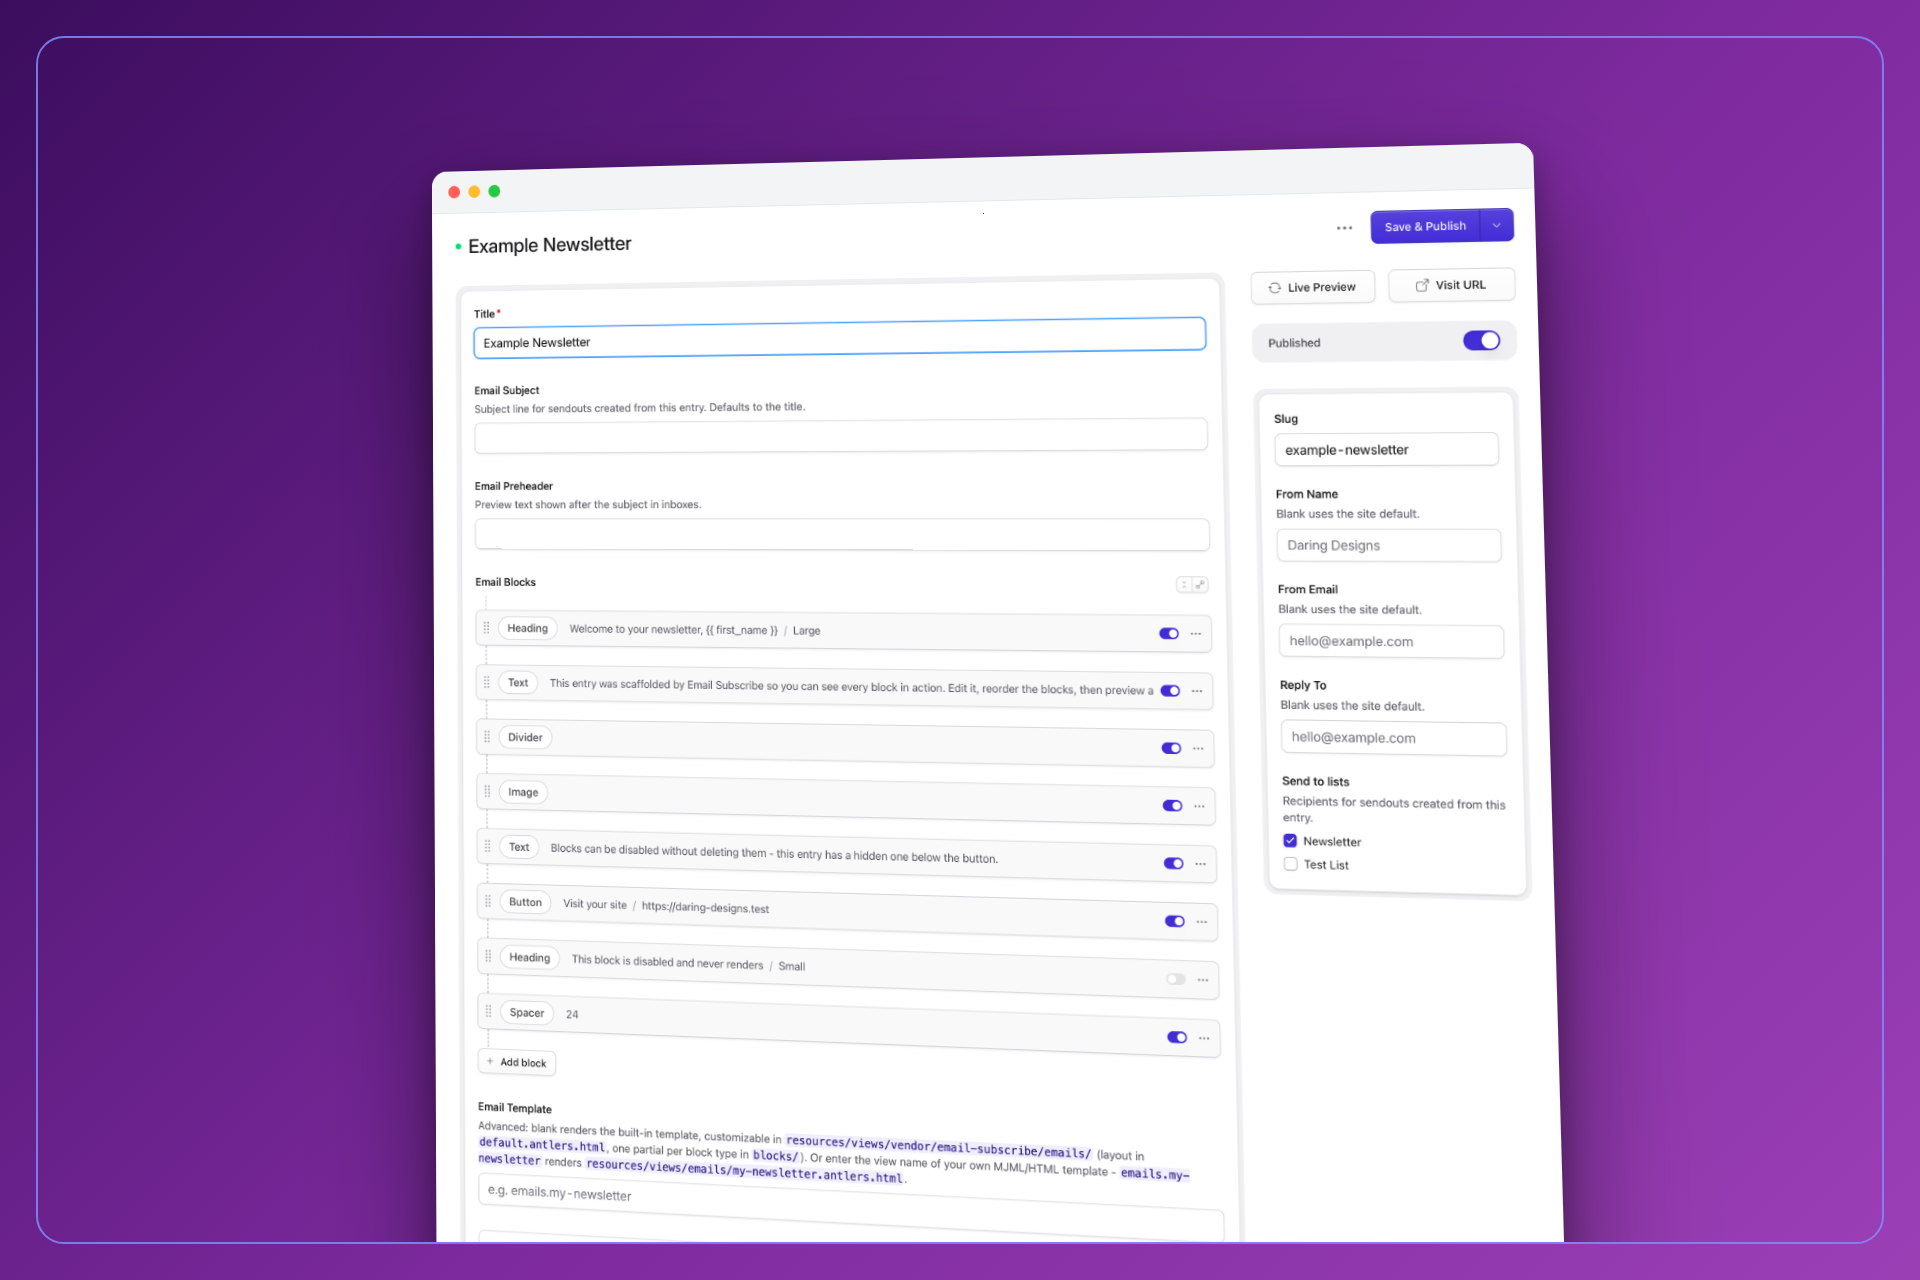 Example Newsletter
Save & Publish
Live Preview
Visit URL
Published
Title*
Example Newsletter
Email Subject
Subject line for sendouts created from this entry. Defaults to the title.
Email Preheader
Preview text shown after the subject in inboxes.
Email Blocks
Heading Welcome to your newsletter, {{ first_name }} / Large
Text This entry was scaffolded by Email Subscribe so you can see every block in action. Edit it, reorder the blocks, then preview a
Divider
Image
Text Blocks can be disabled without deleting them - this entry has a hidden one below the button.
Button Visit your site / https://daring-designs.test
Heading This block is disabled and never renders / Small
Spacer 24
+ Add block
Email Template
Advanced: blank renders the built-in template, customizable in resources/views/vendor/email-subscribe/emails/ (layout in
default.antlers.html, one partial per block type in blocks/). Or enter the view name of your own MJML/HTML template - emails.my-
newsletter renders resources/views/emails/my-newsletter.antlers.html.
e.g. emails.my-newsletter
Slug
example-newsletter
From Name
Blank uses the site default.
Daring Designs
From Email
Blank uses the site default.
hello@example.com
Reply To
Blank uses the site default.
hello@example.com
Send to lists
Recipients for sendouts created from this
entry.
Newsletter
Test List